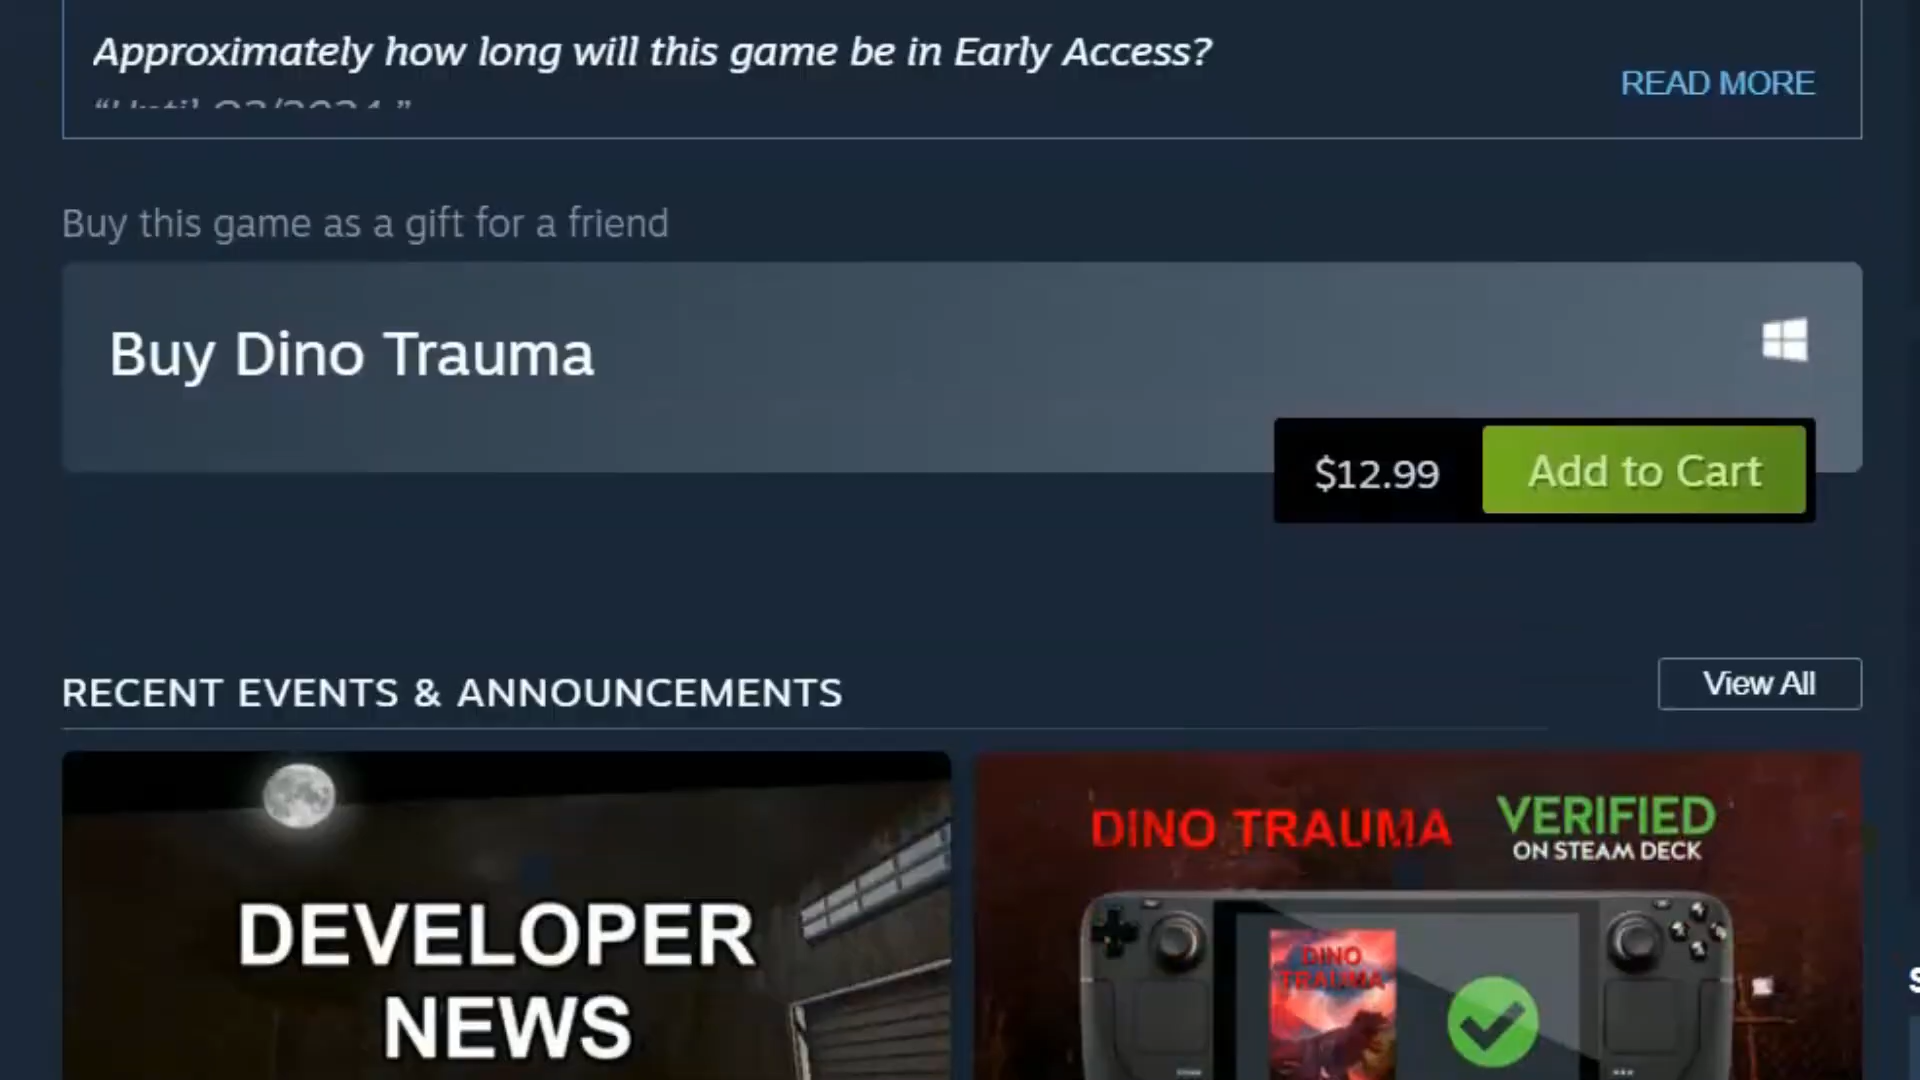 Approximately how long will this game be in Early Access?
READ MORE
Buy this game as a gift for a friend
Buy Dino Trauma
$12.99
Add to Cart
RECENT EVENTS & ANNOUNCEMENTS
View All
DEVELOPER
NEWS
DINO TRAUMA
VERIFIED
ON STEAM DECK
DINO
TRAUMA